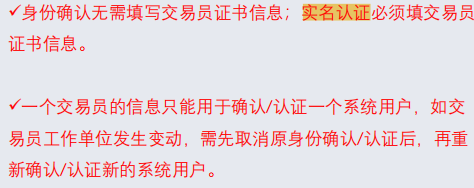 ✓身份确认无需填写交易员证书信息；实名认证必须填交易员
证书信息。
✓一个交易员的信息只能用于确认/认证一个系统用户，如交
易员工作单位发生变动，需先取消原身份确认/认证后，再重
新确认/认证新的系统用户。